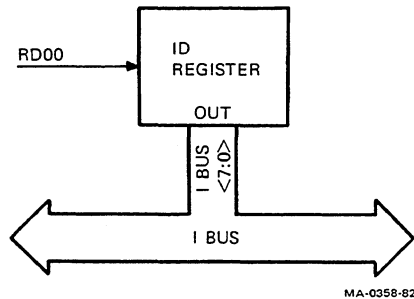 RD00
ID
REGISTER
OUT
I BUS
<7:0>
I BUS
MA-0358-82